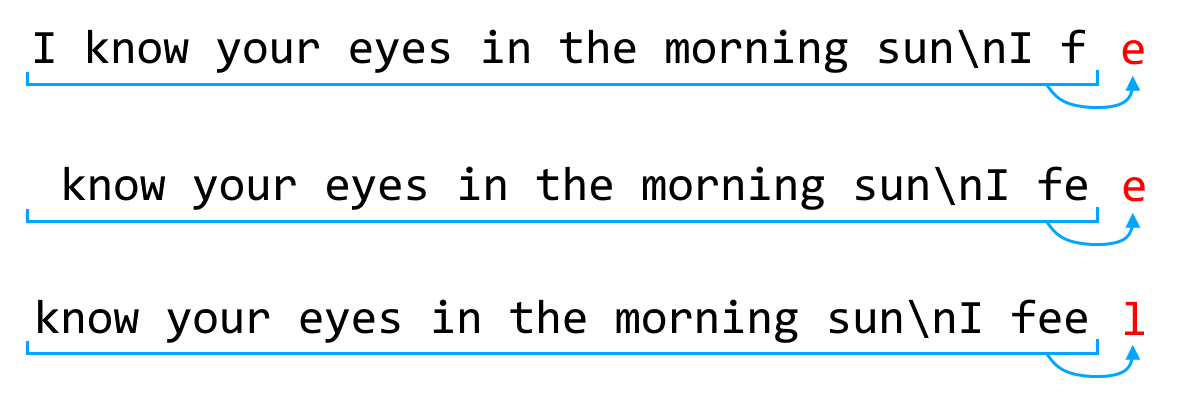 I know your eyes in the morning sun\nI f e
know your eyes in the morning sun\nI fe e
know your eyes in the morning sun\nI fee l